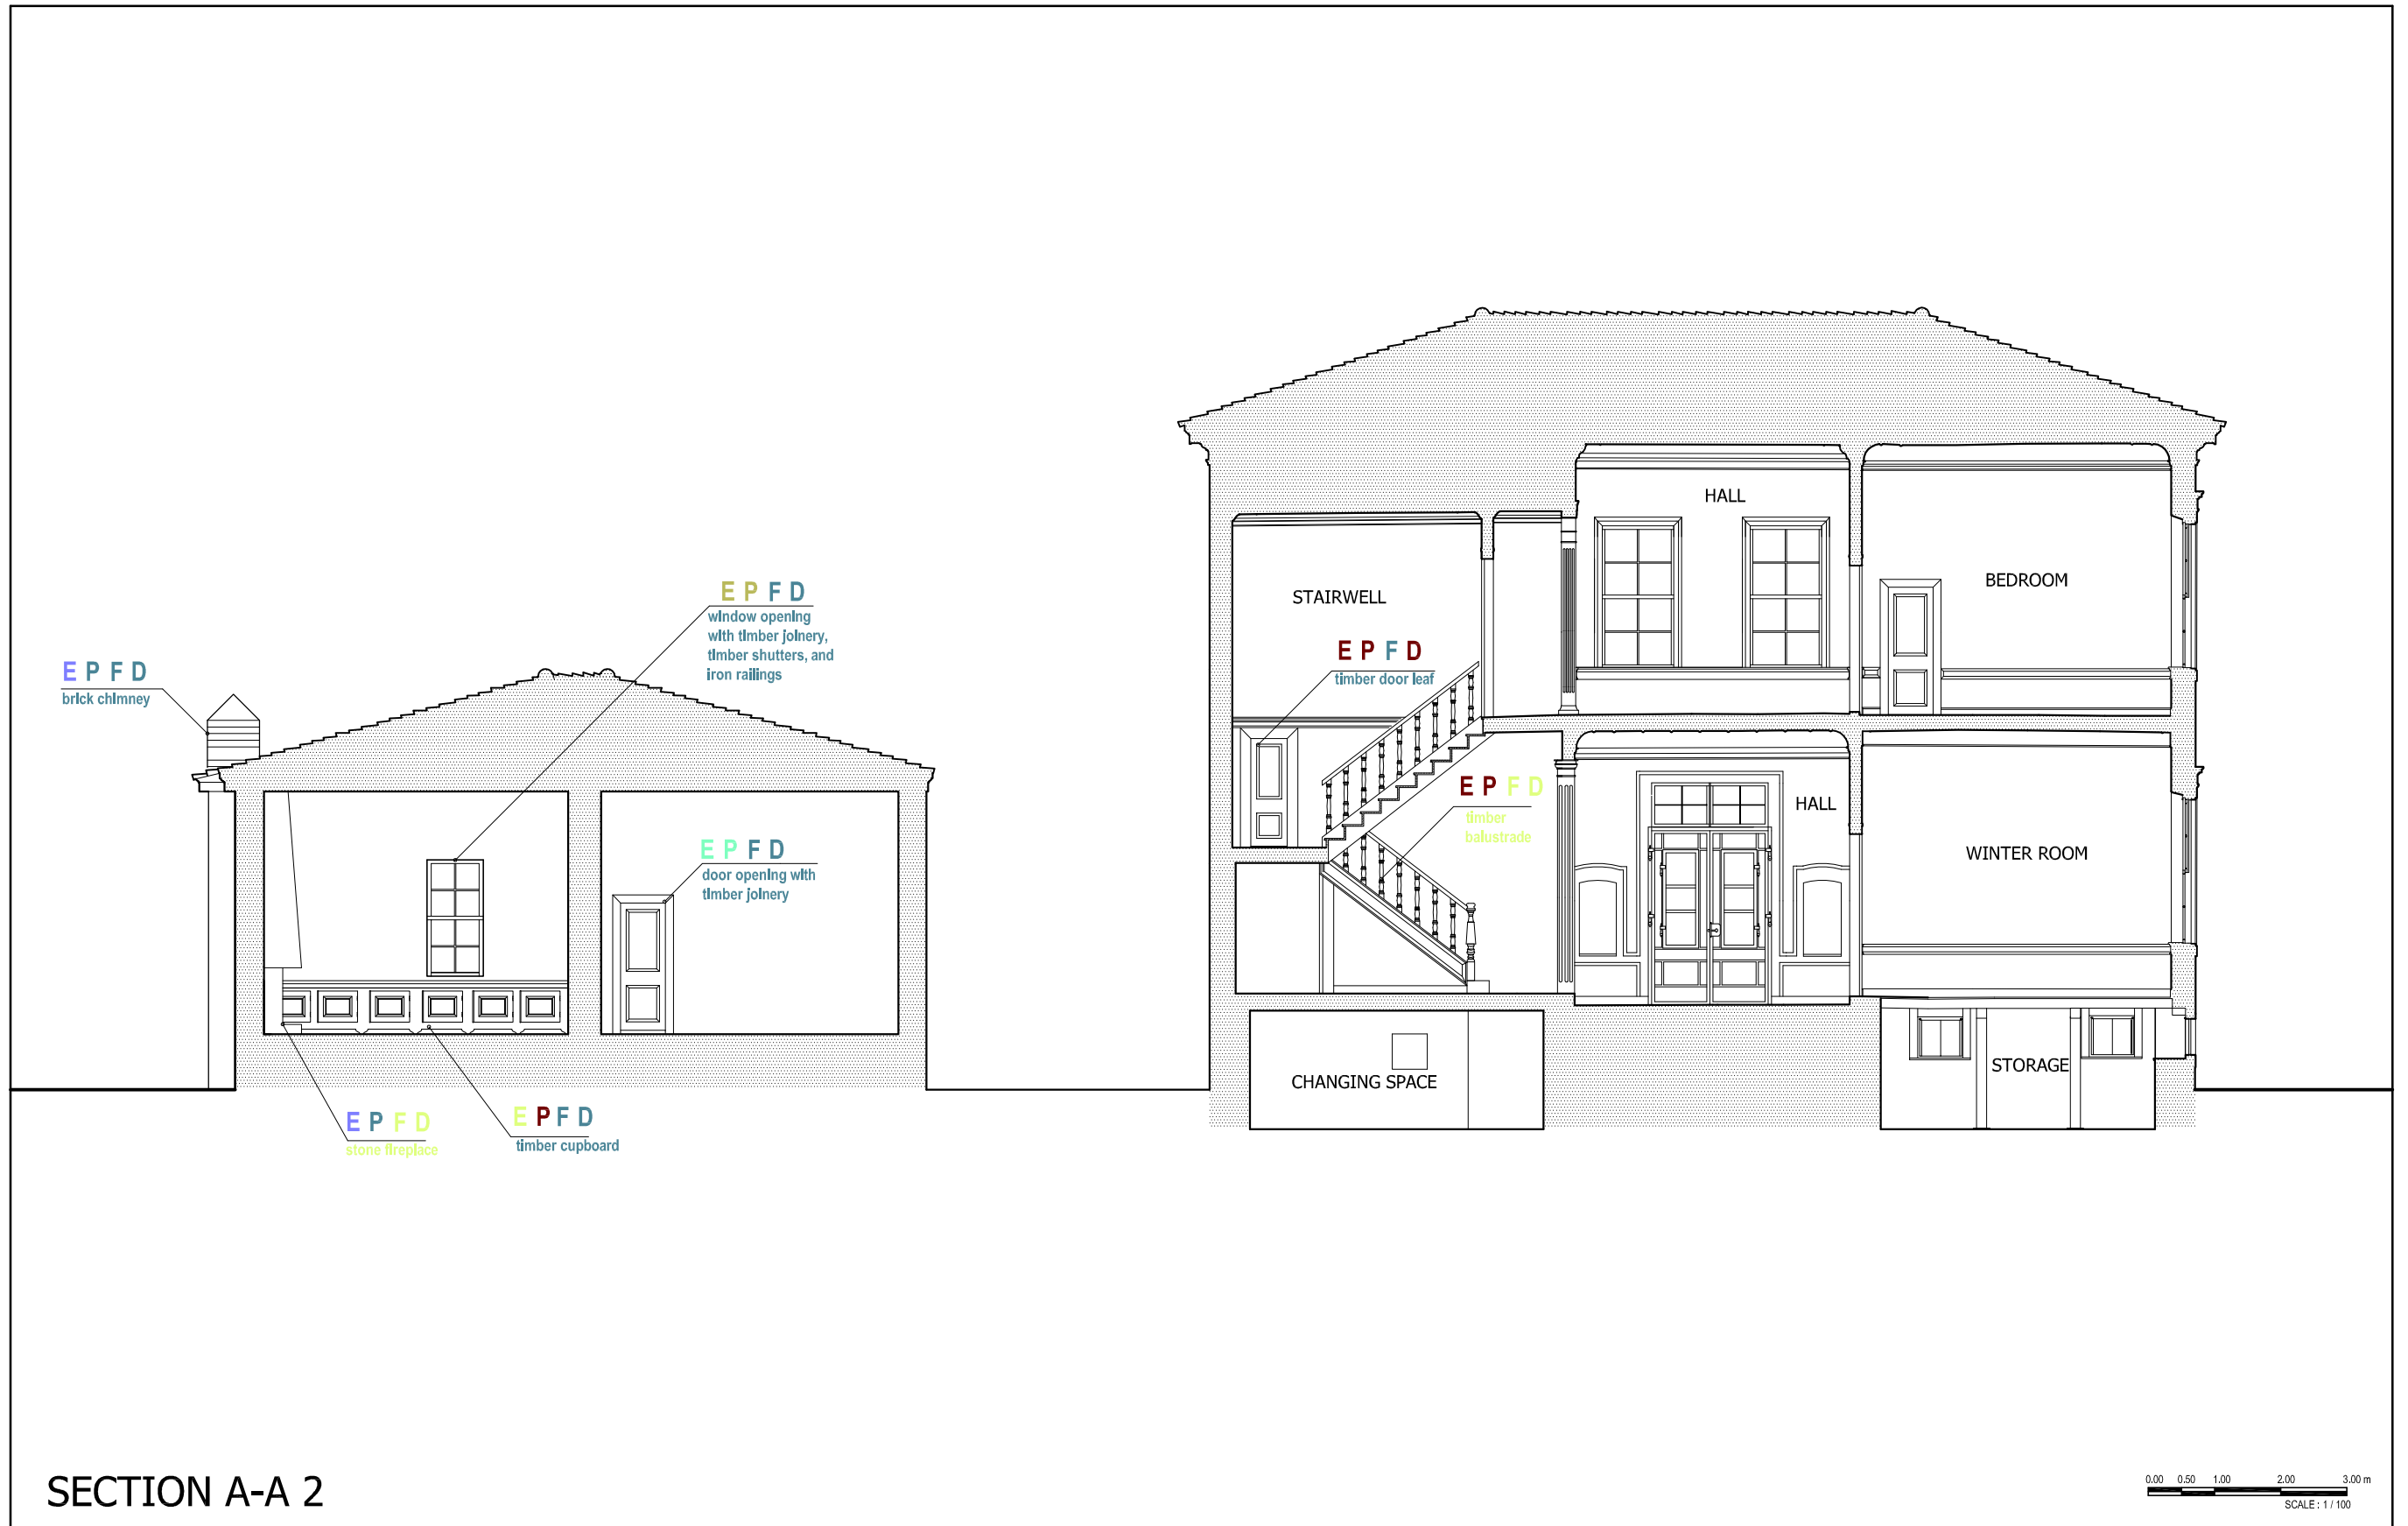 HALL
BEDROOM
STAIRWELL
E P F D
window opening
with timber joinery,
timber shutters, and
iron railings
E P F D
timber door leaf
E P F D
brick chimney
E P F D
timber
balustrade
HALL
E P F D
door opening with
timber joinery
WINTER ROOM
STORAGE
CHANGING SPACE
E P F D
stone fireplace
E P F D
timber cupboard
SECTION A-A 2
0.00 0.50 1.00 2.00 3.00 m
SCALE : 1 / 100